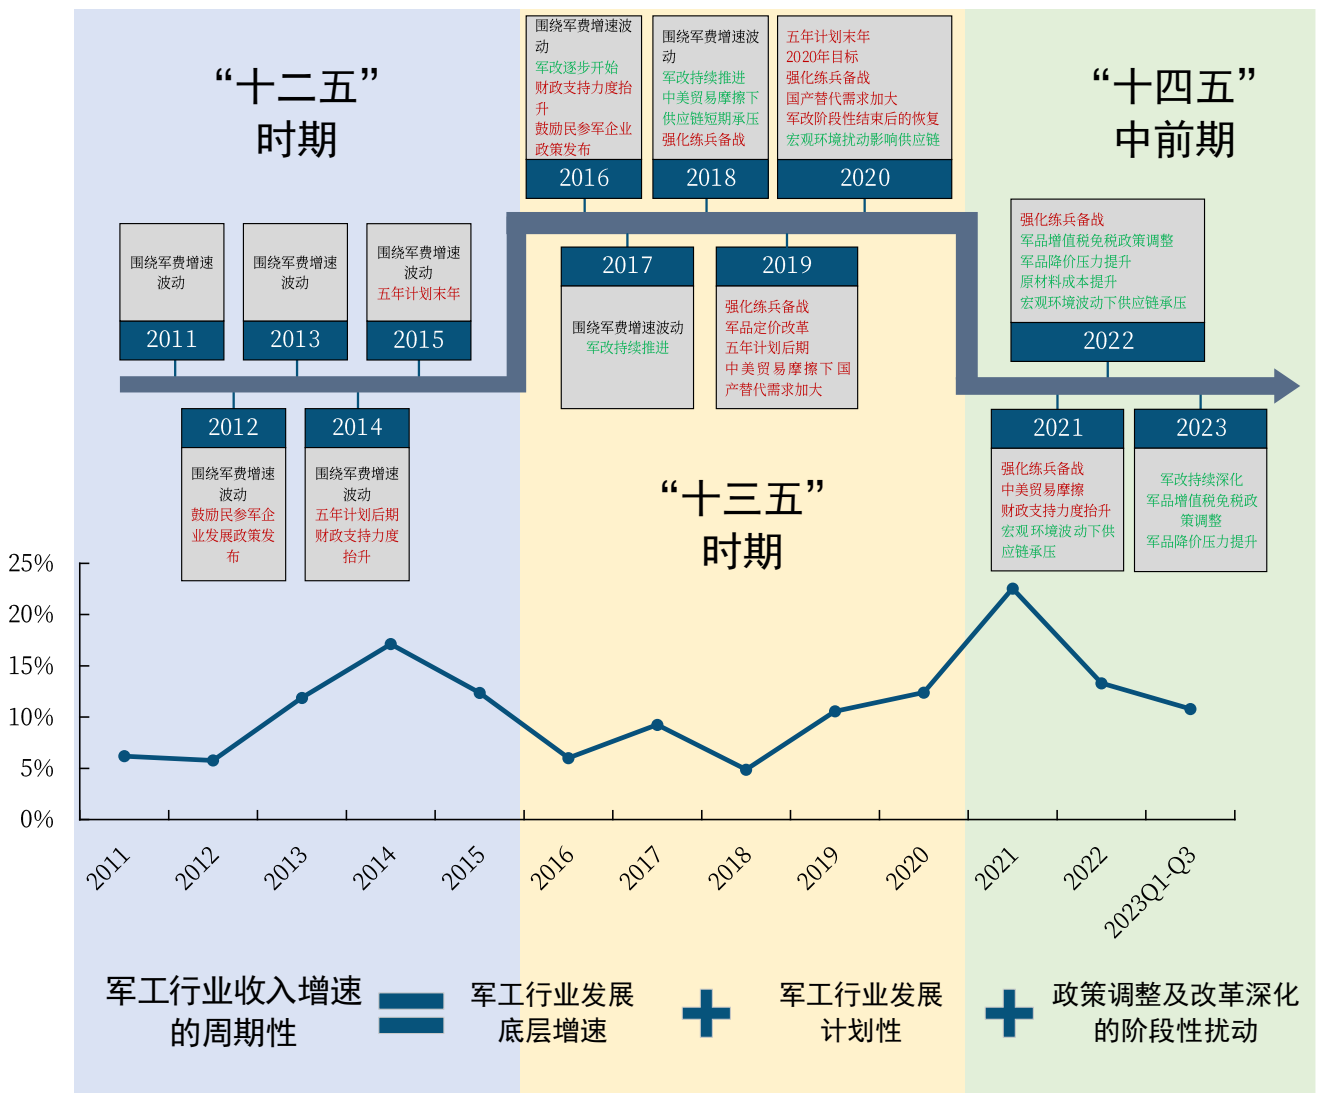 “十二五”
时期
围绕军费增速
波动
2011
围绕军费增速
波动
2013
围绕军费增速
波动
五年计划末年
2015
2012
围绕军费增速
波动
鼓励民参军企
业发展政策发
布
2014
围绕军费增速
波动
五年计划后期
财政支持力度
抬升
围绕军费增速波
动
军改逐步开始
财政支持力度抬
升
鼓励民参军企业
政策发布
2016
围绕军费增速波
动
军改持续推进
中美贸易摩擦下
供应链短期承压
强化练兵备战
2018
五年计划末年
2020年目标
强化练兵备战
国产替代需求加大
军改阶段性结束后的恢复
宏观环境扰动影响供应链
2020
2017
围绕军费增速波动
军改持续推进
2019
强化练兵备战
军品定价改革
五年计划后期
中美贸易摩擦下国
产替代需求加大
“十三五”
时期
“十四五”
中前期
强化练兵备战
军品增值税免税政策调整
军品降价压力提升
原材料成本提升
宏观环境波动下供应链承压
2022
2021
强化练兵备战
中美贸易摩擦
财政支持力度抬升
宏观环境波动下供
应链承压
2023
军改持续深化
军品增值税免税政
策调整
军品降价压力提升
25%
20%
15%
10%
5%
0%
2011
2012
2013
2014
2015
2016
2017
2018
2019
2020
2021
2022
2023Q1-Q3
军工行业收入增速
的周期性
军工行业发展
底层增速
军工行业发展
计划性
政策调整及改革深化
的阶段性扰动